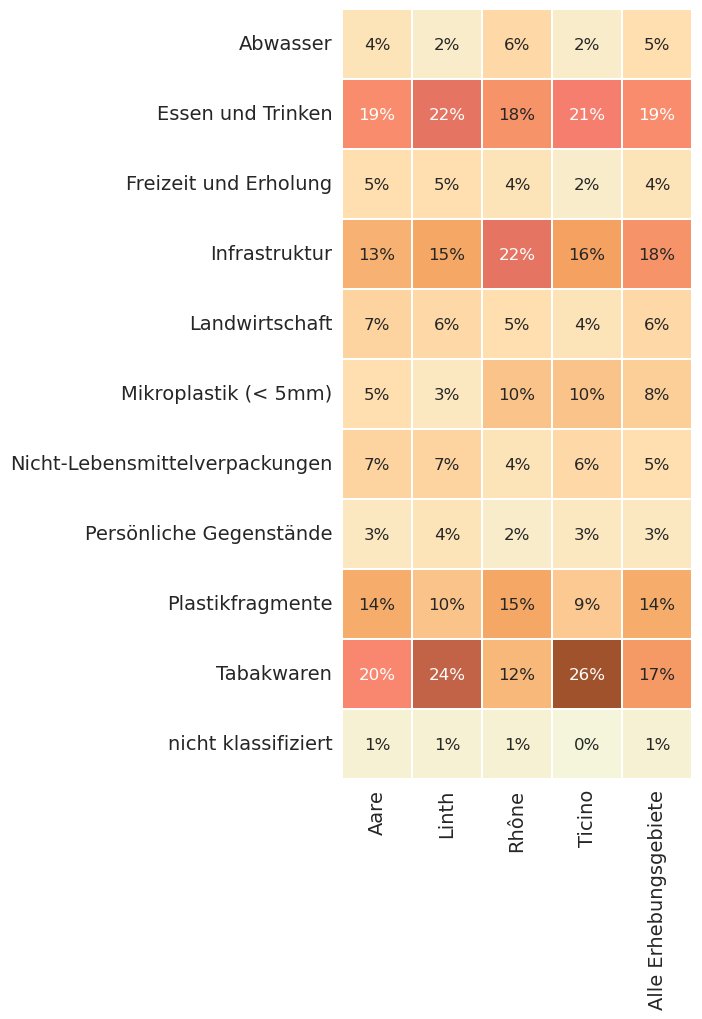 Abwasser 4% 2% 6% 2% 5%
Essen und Trinken 19% 22% 18% 21% 19%
Freizeit und Erholung 5% 5% 4% 2% 4%
Infrastruktur 13% 15% 22% 16% 18%
Landwirtschaft 7% 6% 5% 4% 6%
Mikroplastik (< 5mm) 5% 3% 10% 10% 8%
Nicht-Lebensmittelverpackungen 7% 7% 4% 6% 5%
Persönliche Gegenstände 3% 4% 2% 3% 3%
Plastikfragmente 14% 10% 15% 9% 14%
Tabakwaren 20% 24% 12% 26% 17%
nicht klassifiziert 1% 1% 1% 0% 1%
Aare
Linth
Rhône
Ticino
Alle Erhebungsgebiete